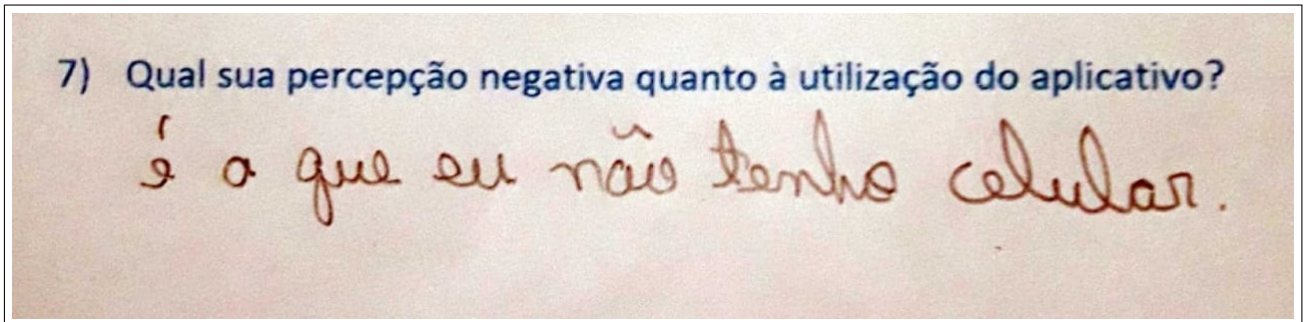 7) Qual sua percepção negativa quanto à utilização do aplicativo?
é a que eu não tenho celular.